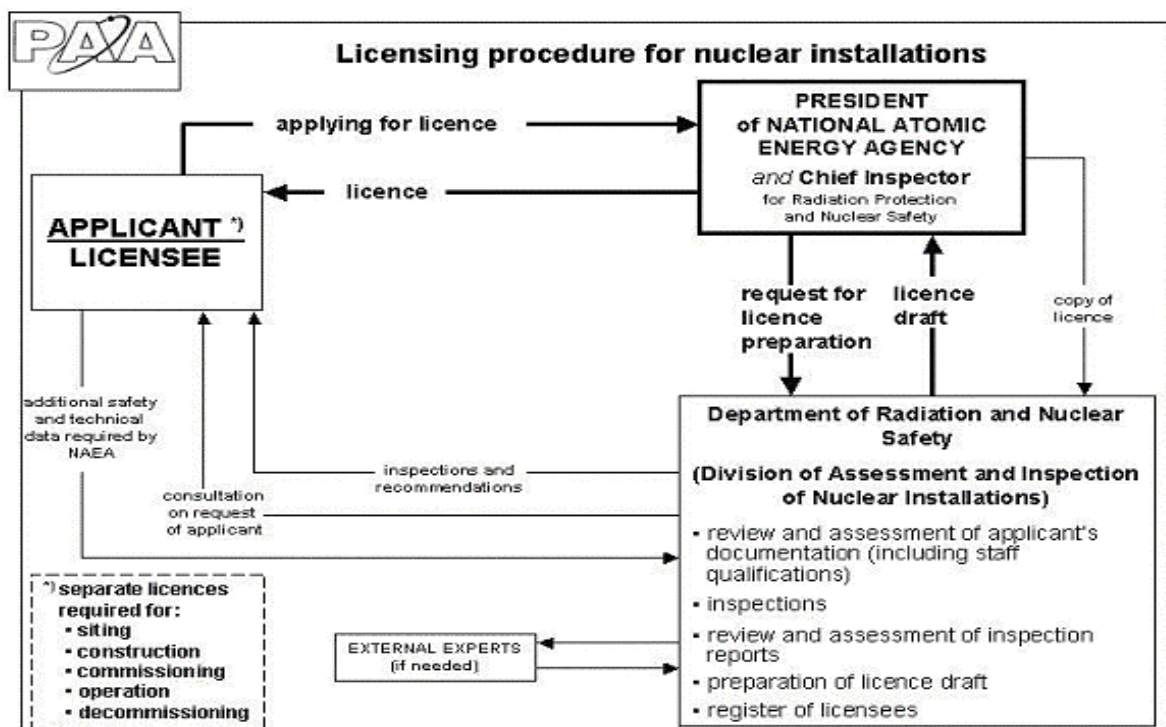 PAA
Licensing procedure for nuclear installations
applying for licence
licence
PRESIDENT
of NATIONAL ATOMIC
ENERGY AGENCY
and Chief Inspector
for Radiation Protection
and Nuclear Safety
APPLICANT *)
LICENSEE
request for
licence
preparation
licence
draft
copy of
licence
additional safety
and technical
data required by
NAEA
consultation
on request
of applicant
inspections and
recommendations
Department of Radiation and Nuclear
Safety
(Division of Assessment and Inspection
of Nuclear Installations)
▪ review and assessment of applicant's
documentation (including staff
qualifications)
▪ inspections
▪ review and assessment of inspection
reports
▪ preparation of licence draft
▪ register of licensees
EXTERNAL EXPERTS
(if needed)
*) separate licences
required for:
▪ siting
▪ construction
▪ commissioning
▪ operation
▪ decommissioning